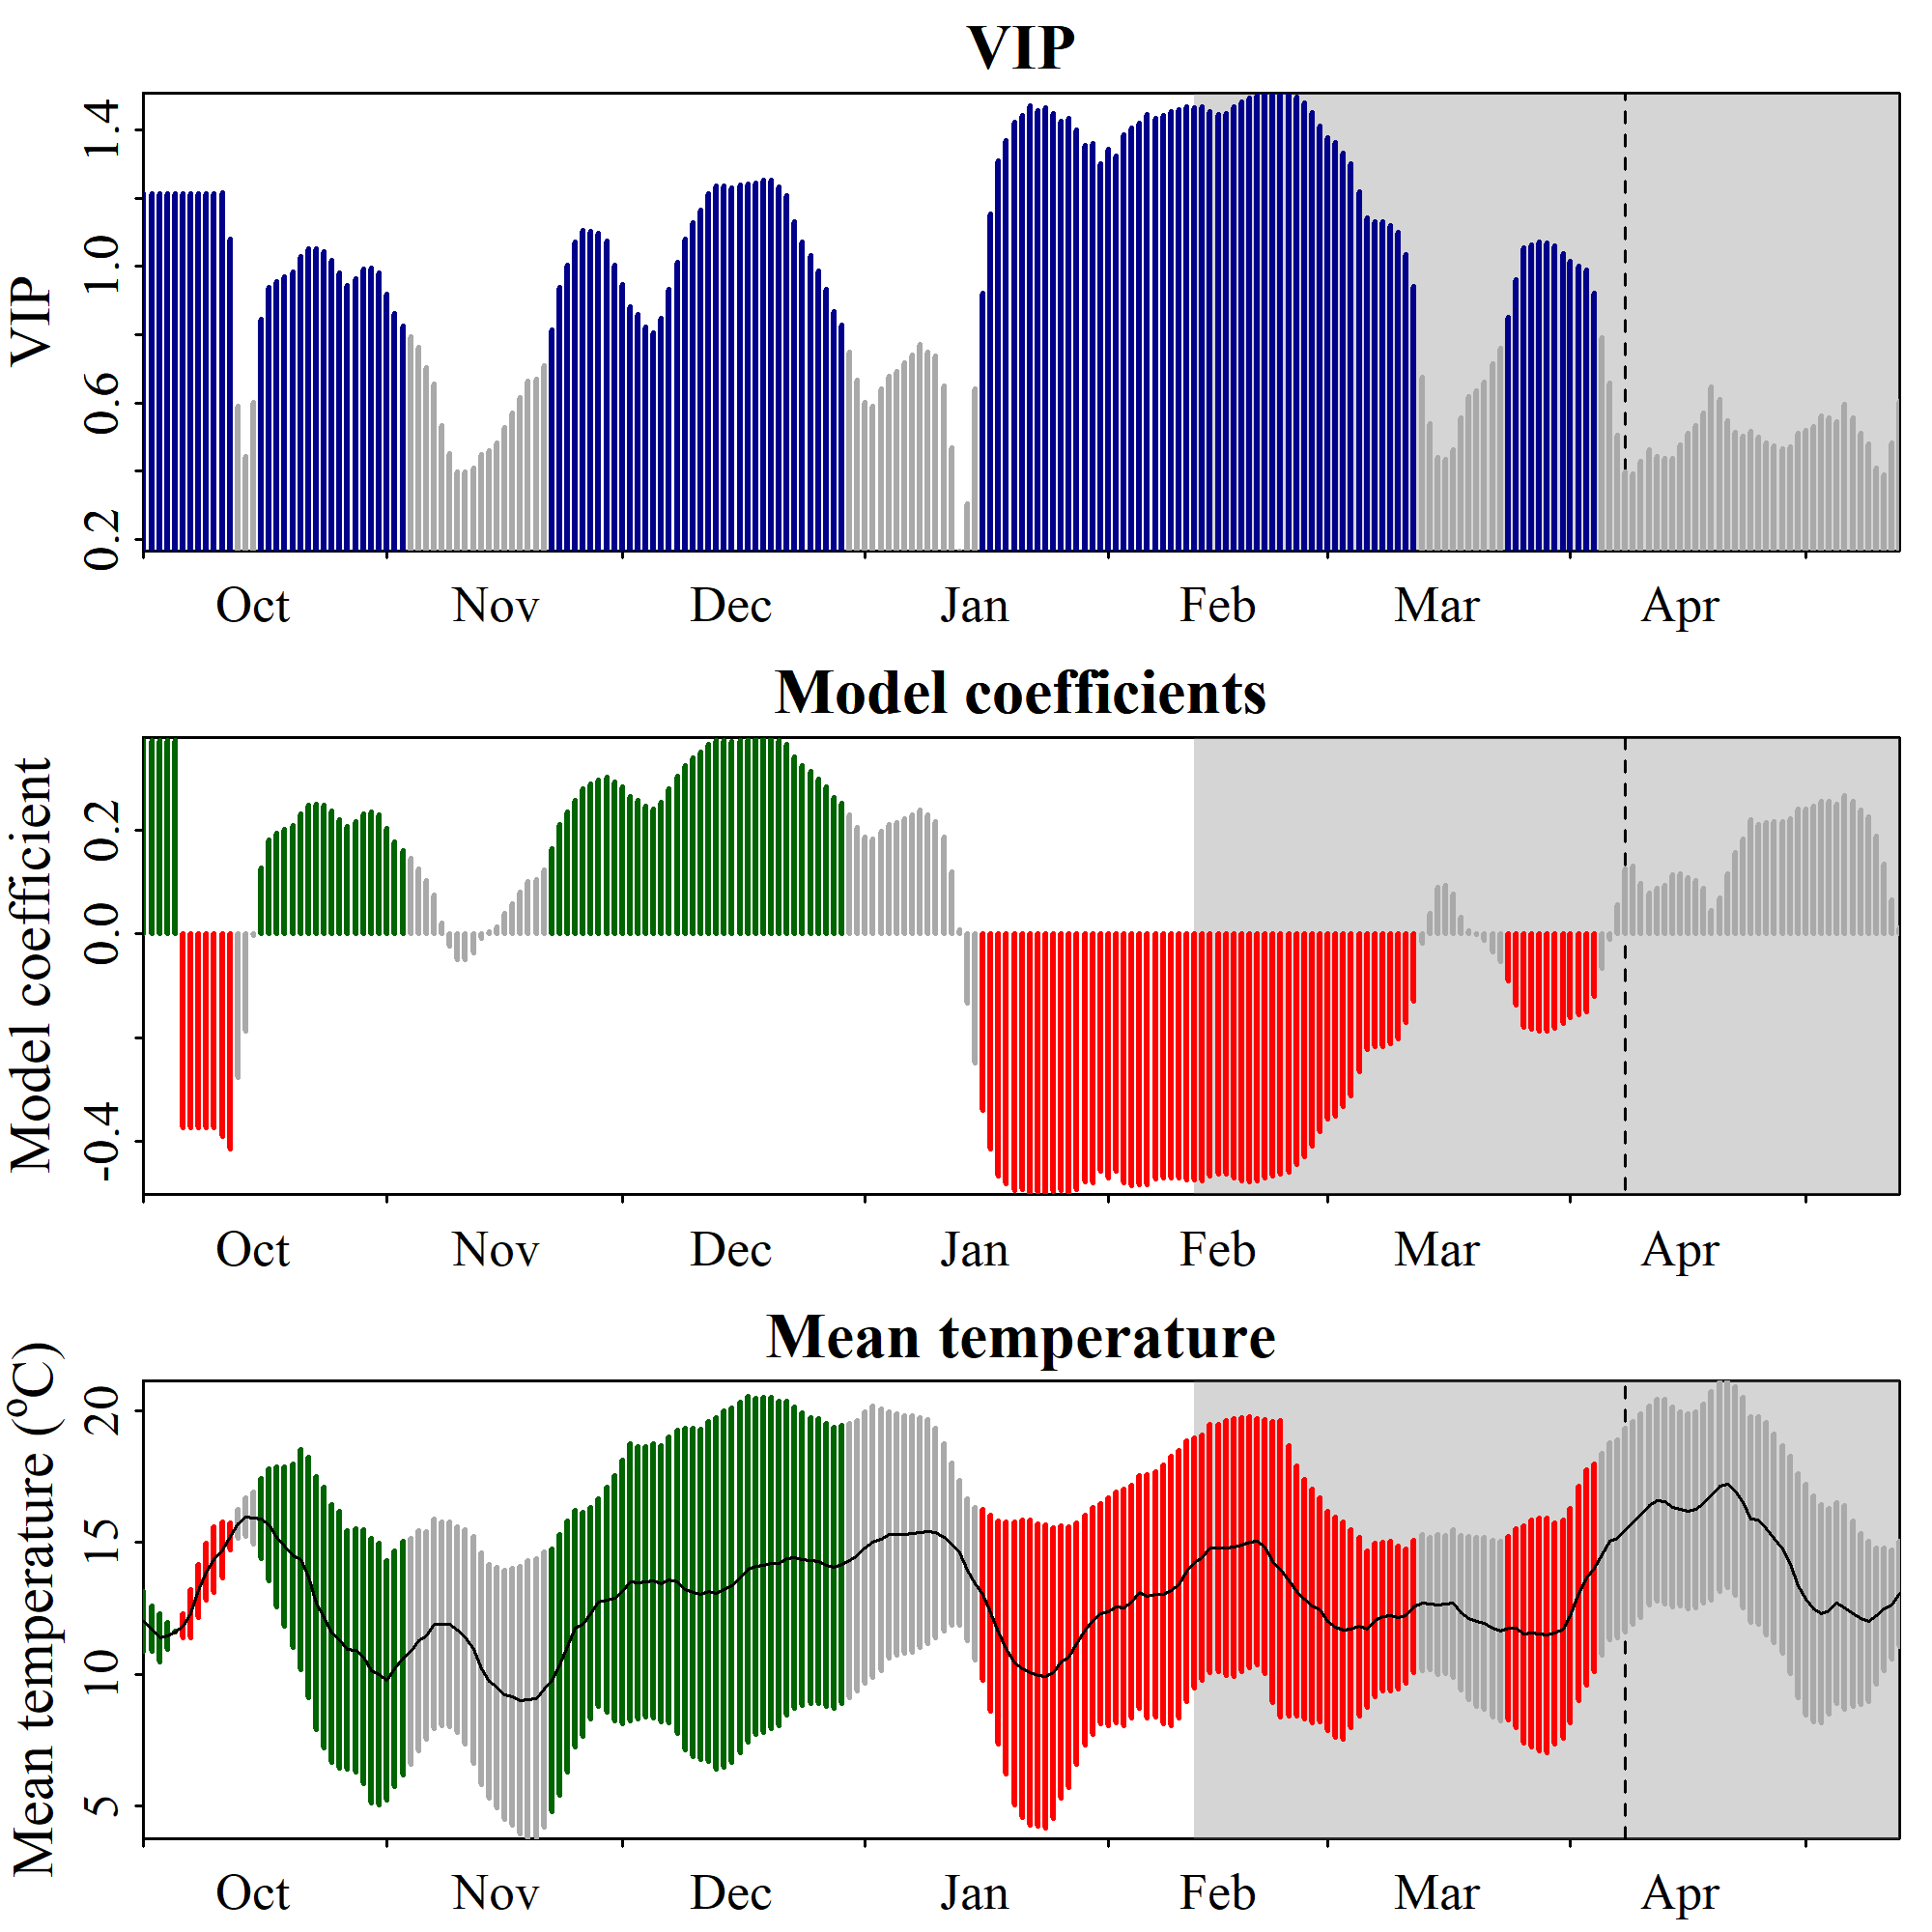 VIP
VIP
1.4
1.0
0.6
0.2
Oct Nov Dec Jan Feb Mar Apr
Model coefficients
Model coefficient
0.2
0.0
-0.4
Oct Nov Dec Jan Feb Mar Apr
Mean temperature
Mean temperature (ºC)
20
15
10
5
Oct Nov Dec Jan Feb Mar Apr